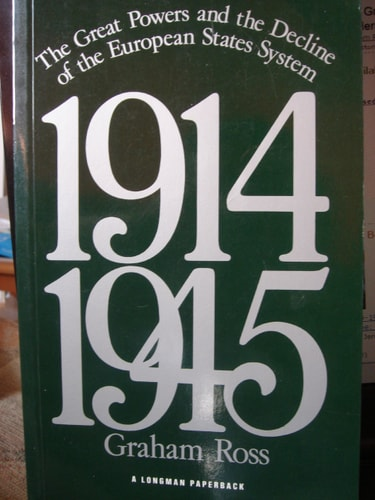 The Great Powers and the Decline
of the European States System
1914
1945
Graham Ross
A LONGMAN PAPERBACK